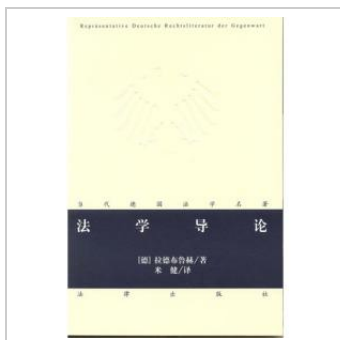 Repräsentative Deutsche Rechtsliteratur der Gegenwart
当代德国法学名著
法学导论
[德] 拉德布鲁赫/著
米健/译
法律出版社